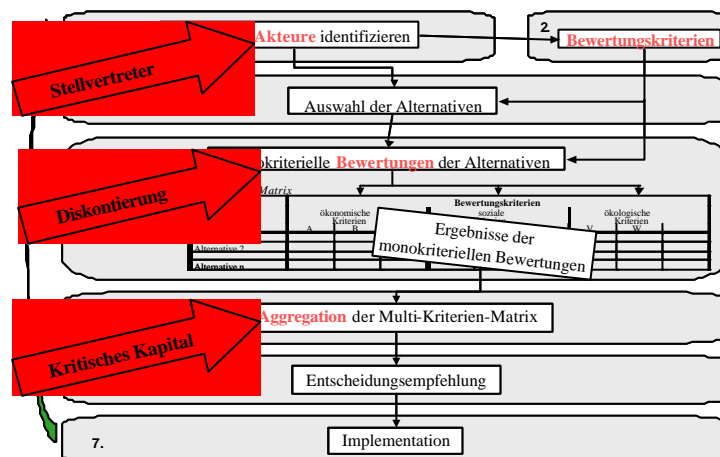 Akteure identifizieren
2.
Bewertungskriterien
Stellvertreter
Auswahl der Alternativen
okriterielle Bewertungen der Alternativen
Diskontierung
Matrix
Bewertungskriterien
ökonomische
Kriterien
soziale
ökologische
Kriterien
A B V W
Ergebnisse der
monokriteriellen Bewertungen
Alternative 2
Alternative n
Aggregation der Multi-Kriterien-Matrix
Kritisches Kapital
Entscheidungsempfehlung
7.
Implementation